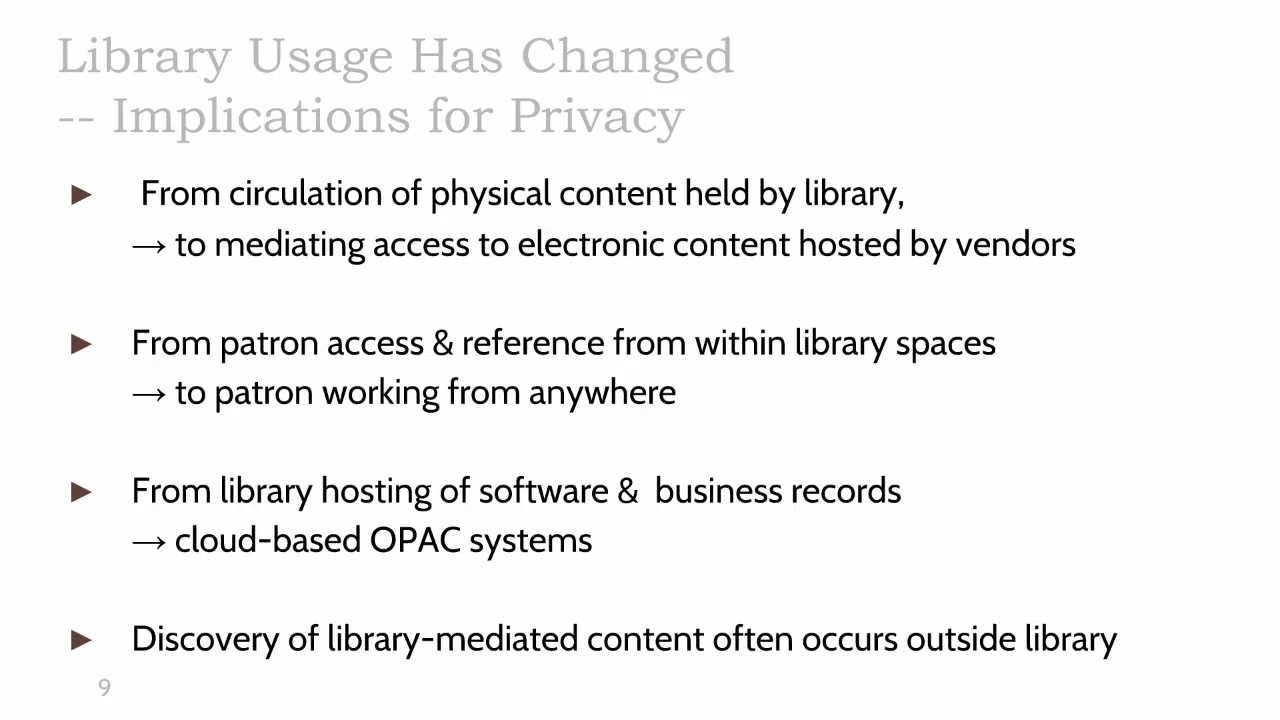 Library Usage Has Changed
-- Implications for Privacy
► From circulation of physical content held by library,
→ to mediating access to electronic content hosted by vendors
► From patron access & reference from within library spaces
→ to patron working from anywhere
► From library hosting of software &  business records
→ cloud-based OPAC systems
► Discovery of library-mediated content often occurs outside library
9